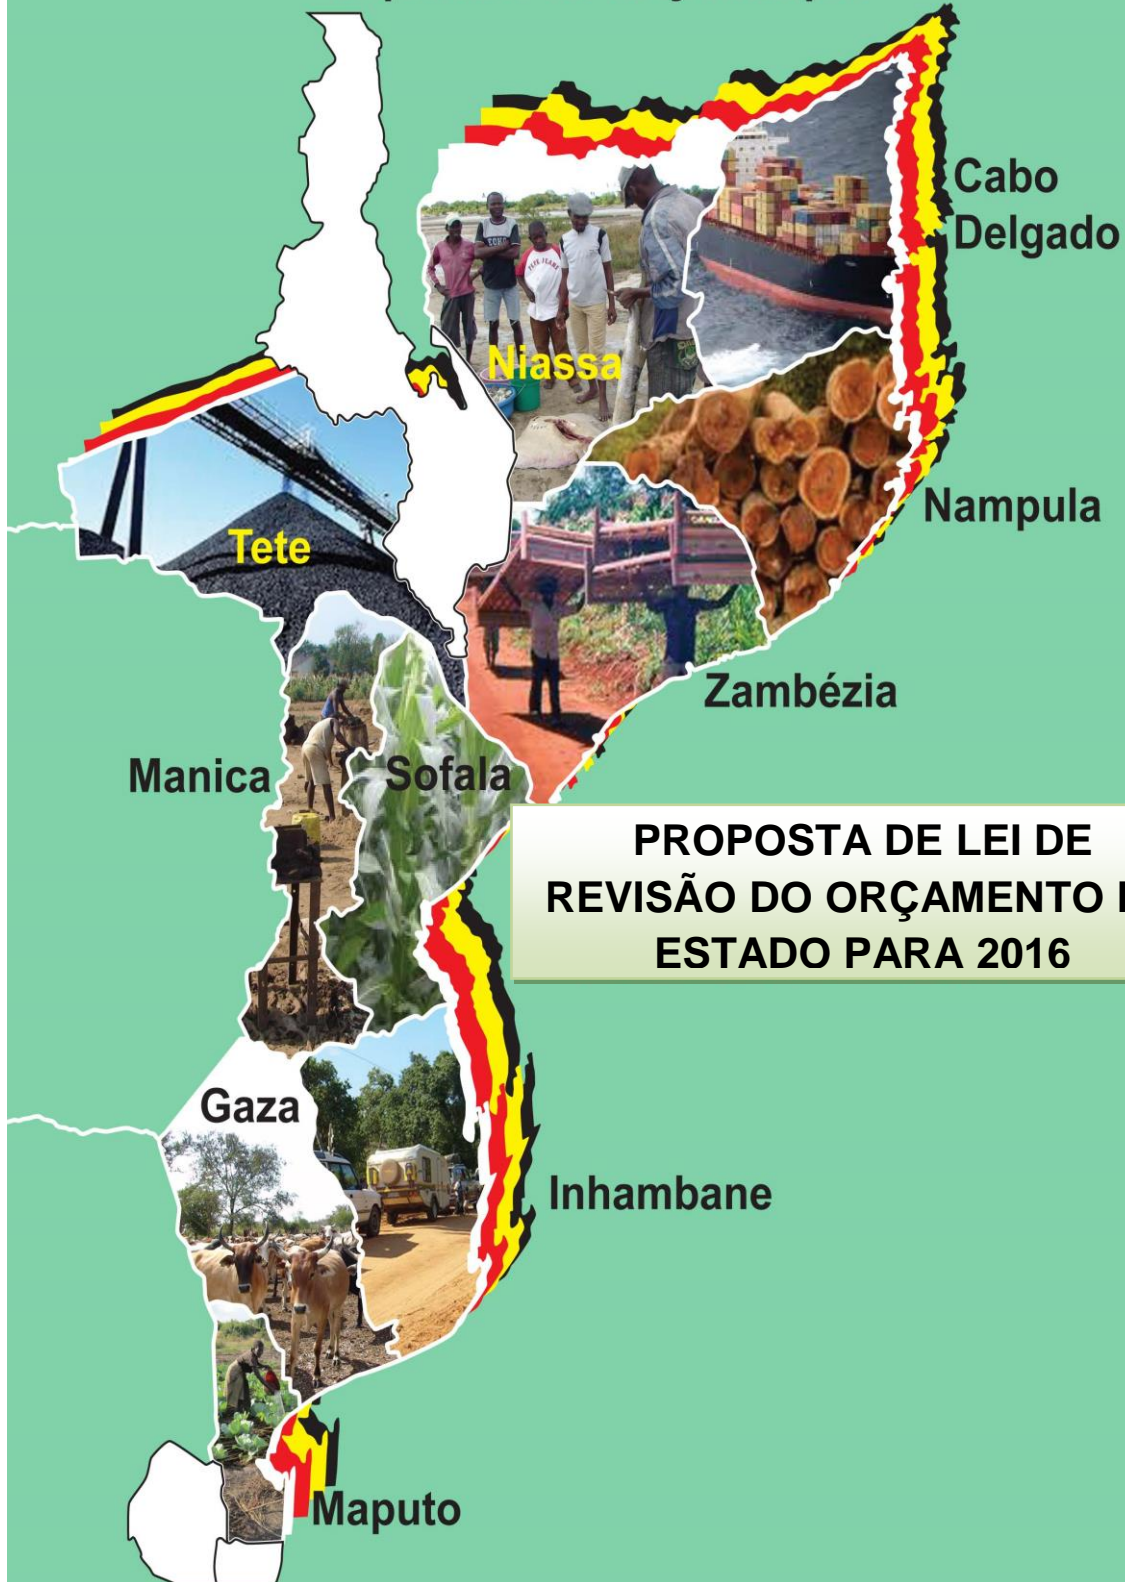 Cabo
Delgado
Niassa
Nampula
Tete
Zambézia
Manica
Sofala
PROPOSTA DE LEI DE
REVISÃO DO ORÇAMENTO
ESTADO PARA 2016
Gaza
Inhambane
Maputo